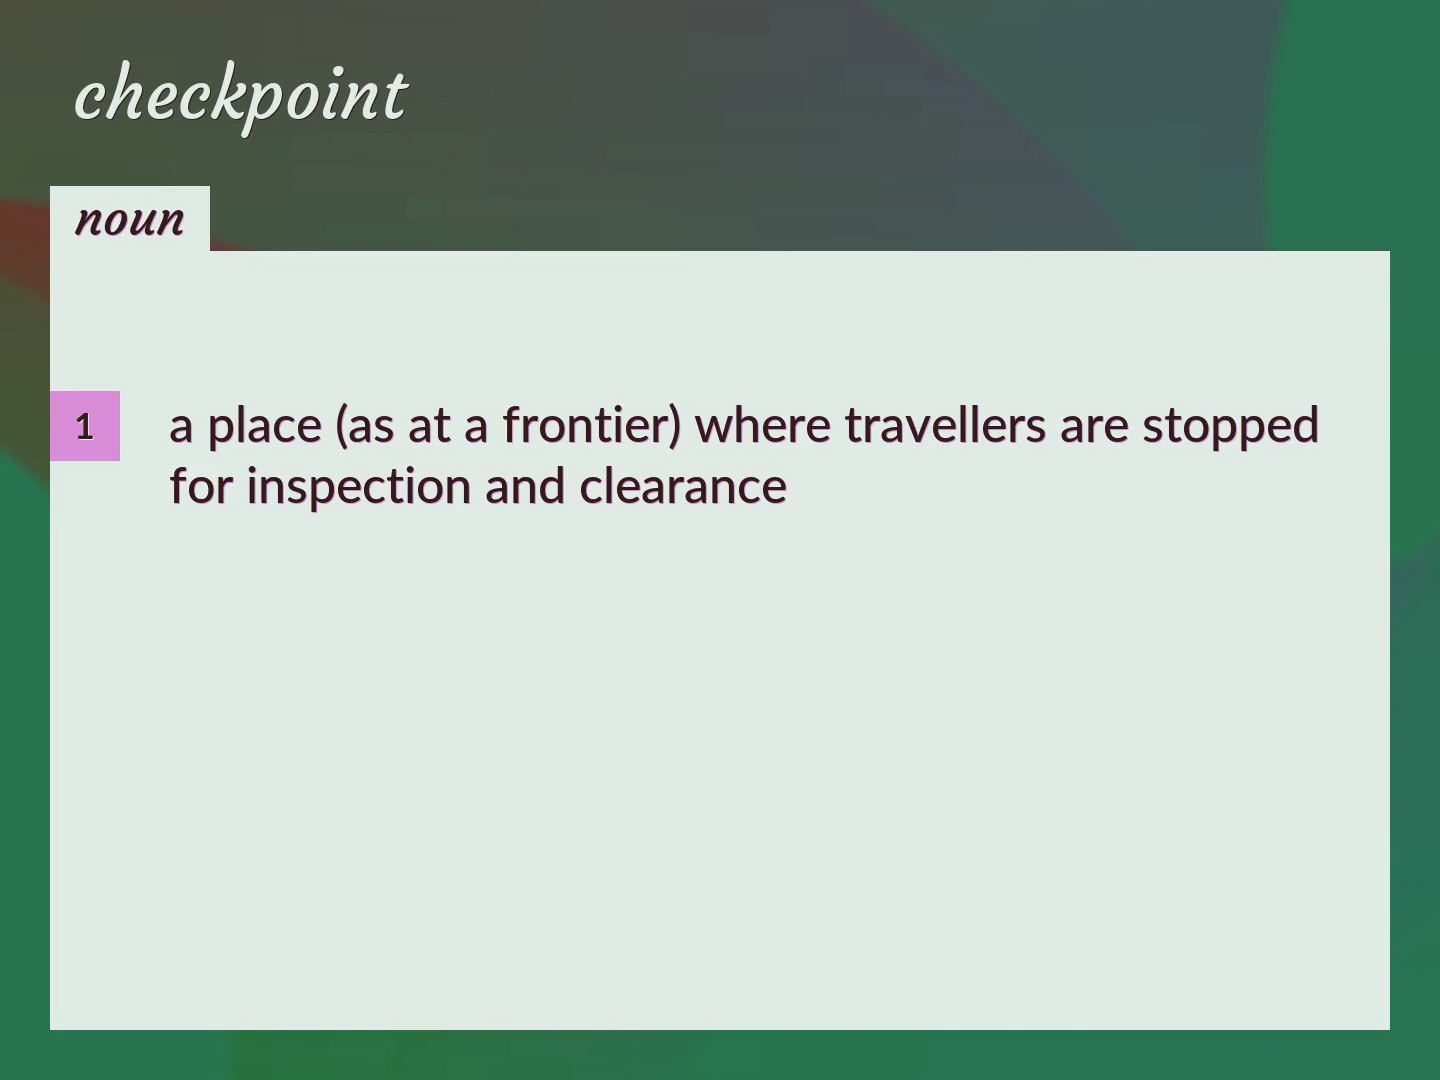 checkpoint
noun
1
a place (as at a frontier) where travellers are stopped
for inspection and clearance